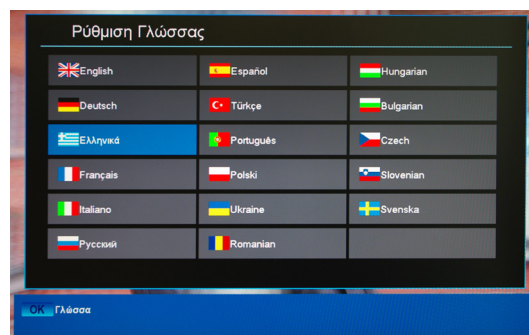 Ρύθμιση Γλώσσας
English Español Hungarian
Deutsch Türkçe Bulgarian
Ελληνικά Português Czech
Français Polski Slovenian
Italiano Ukraine Svenska
Русский Romanian
OK Γλώσσα